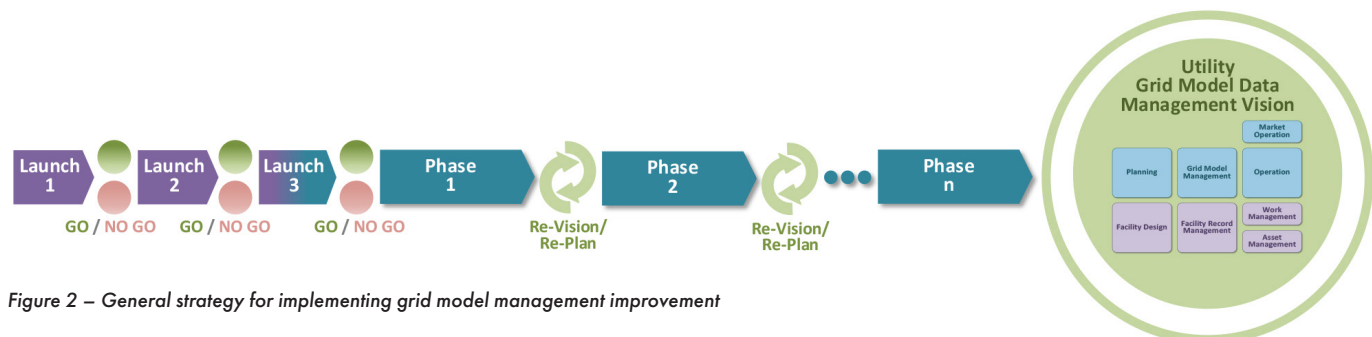 Launch
1
GO / NO GO
Launch
2
GO / NO GO
Launch
3
GO / NO GO
Phase
1
Re-Vision/
Re-Plan
Phase
2
Re-Vision/
Re-Plan
Phase
n
Utility
Grid Model Data
Management Vision
Market
Operation
Planning
Grid Model
Management
Operation
Facility Design
Facility Record
Management
Work
Management
Asset
Management
Figure 2 – General strategy for implementing grid model management improvement